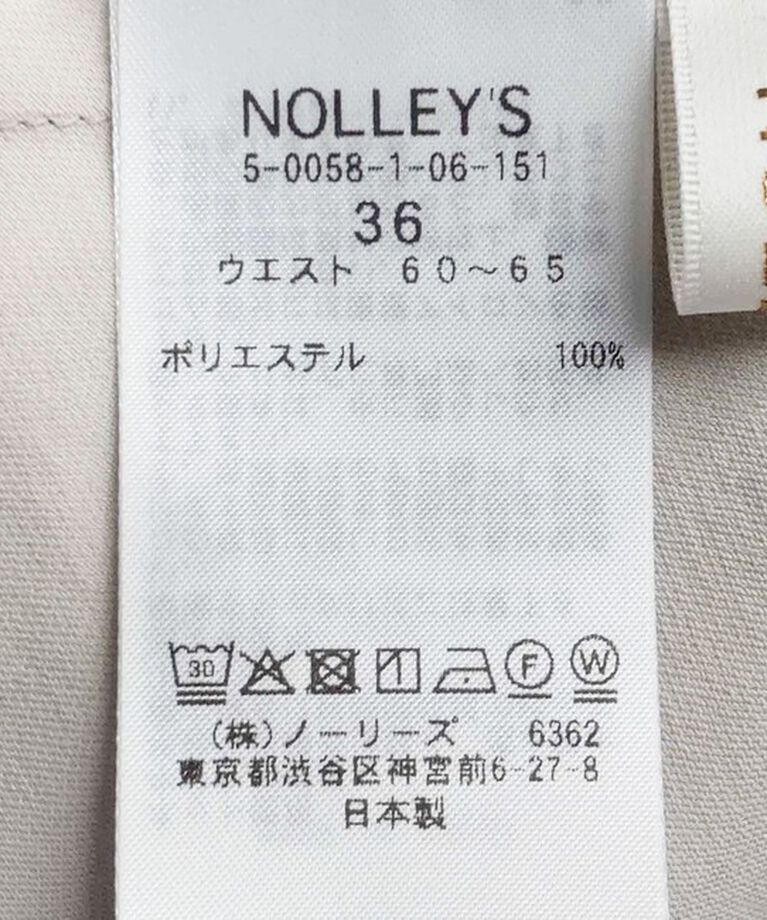 NOLLEY'S
5-0058-1-06-151
36
ウエスト 60～65
ポリエステル 100%
30
F
W
(株)ノーリーズ 6362
東京都渋谷区神宮前6-27-8
日本製